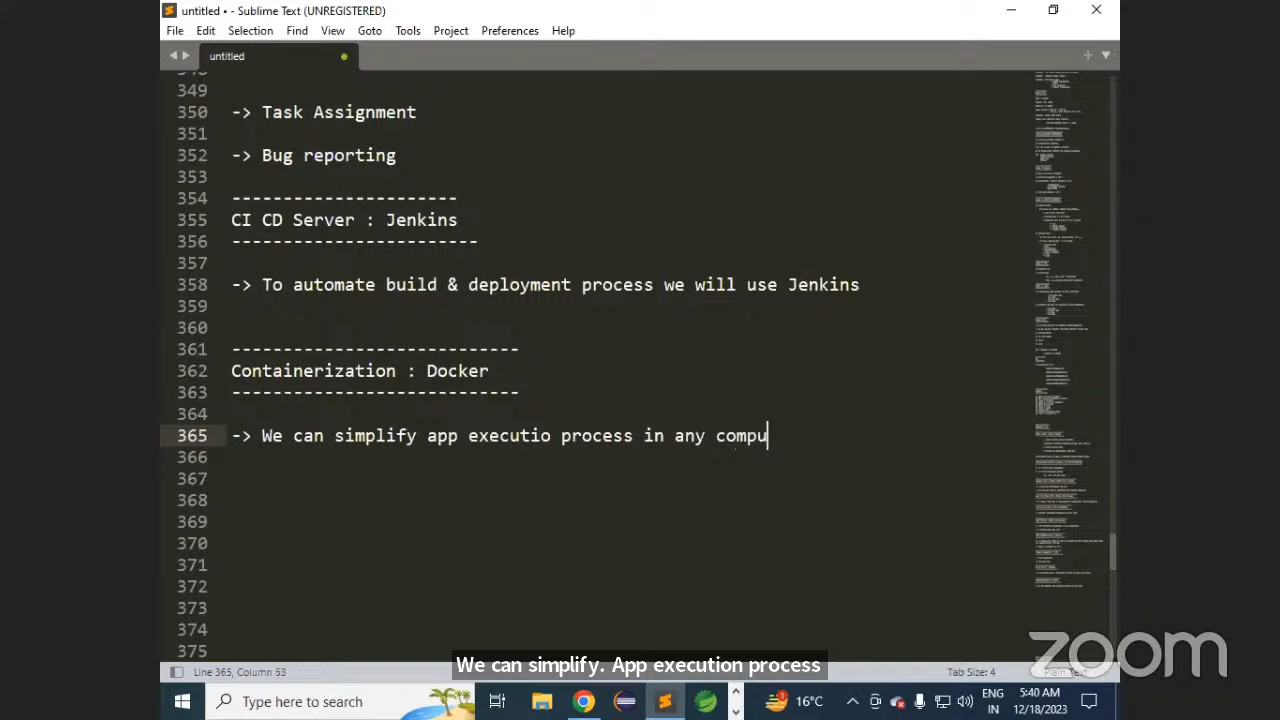 untitled • - Sublime Text (UNREGISTERED)
File Edit Selection Find View Goto Tools Project Preferences Help
untitled
349
350 -> Task Assignment
351
352 -> Bug reporting
353
354 ----------------------
355 CI CD Server : Jenkins
356 ------------------------
357
358 -> To automate build & deployment process we will use Jenkins
359
360
361 ----------------------------
362 Containerization : Docker
363 ----------------------------
364
365 -> We can simplify app executio process in any compu
366
367
368
369
370
371
372
373
374
375
We can simplify. App execution process
zoom
Line 365, Column 53 Tab Size: 4 Plain Text
Type here to search 1 16°C ENG IN 5:40 AM 12/18/2023